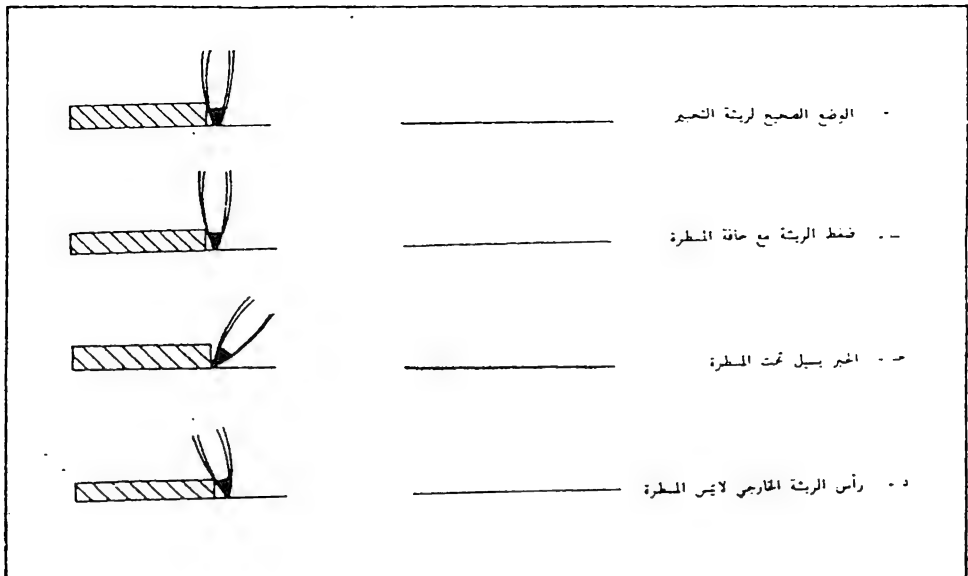 - الوضع الصحيح لريشة التحبير
ـ - ضغط الريشة مع حافة المسطرة
حـ - الحبر يسيل تحت المسطرة
د - رأس الريشة الخارجي لايمس المسطرة